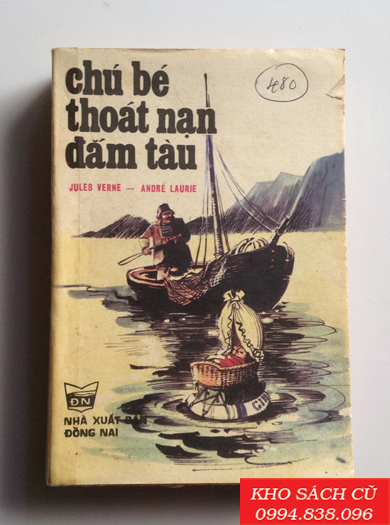 chú bé
480
thoát nạn
đắm tàu
JULES VERNE — ANDRÉ LAURIE
ĐN
NHÀ XUẤT BẢN
ĐỒNG NAI
KHO SÁCH CŨ
0994.838.096